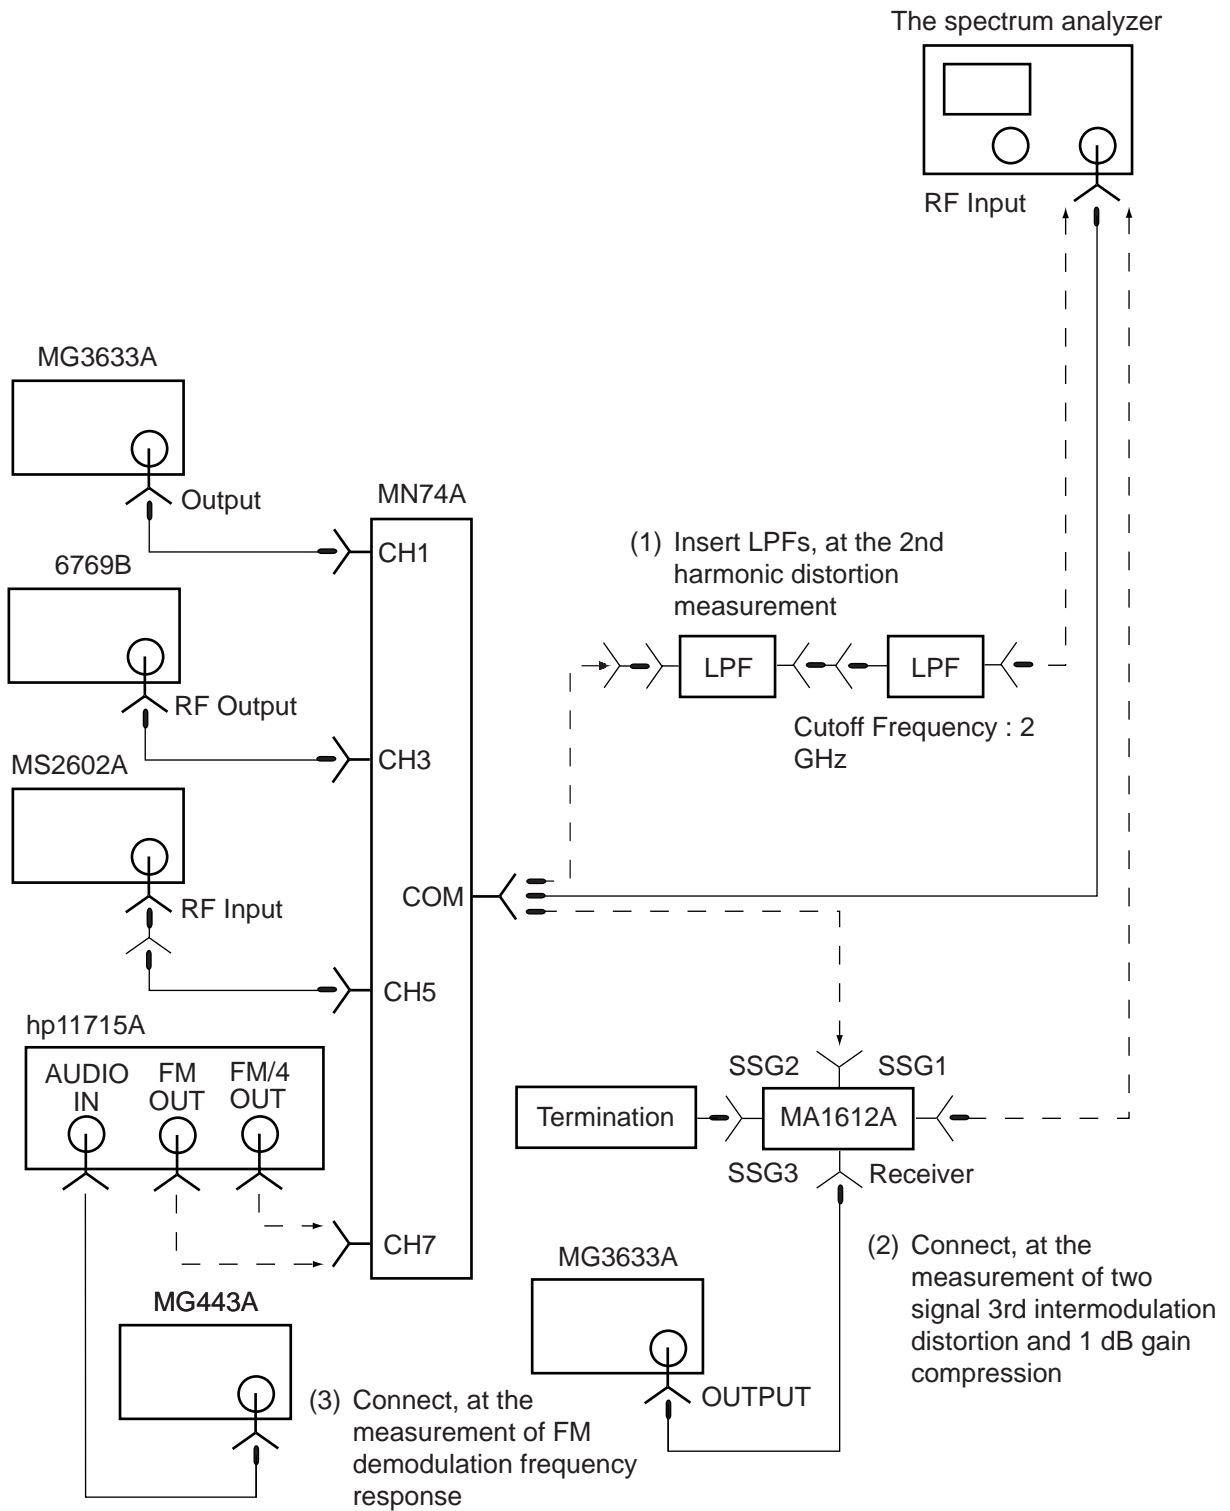 The spectrum analyzer
RF Input
MG3633A
Output
MN74A
CH1
(1) Insert LPFs, at the 2nd
harmonic distortion
measurement
6769B
LPF
LPF
RF Output
Cutoff Frequency : 2
GHz
CH3
MS2602A
COM
RF Input
CH5
hp11715A
AUDIO
IN
FM
OUT
FM/4
OUT
SSG2
SSG1
Termination
MA1612A
SSG3
Receiver
CH7
(2) Connect, at the
measurement of two
signal 3rd intermodulation
distortion and 1 dB gain
compression
MG3633A
OUTPUT
MG443A
(3) Connect, at the
measurement of FM
demodulation frequency
response